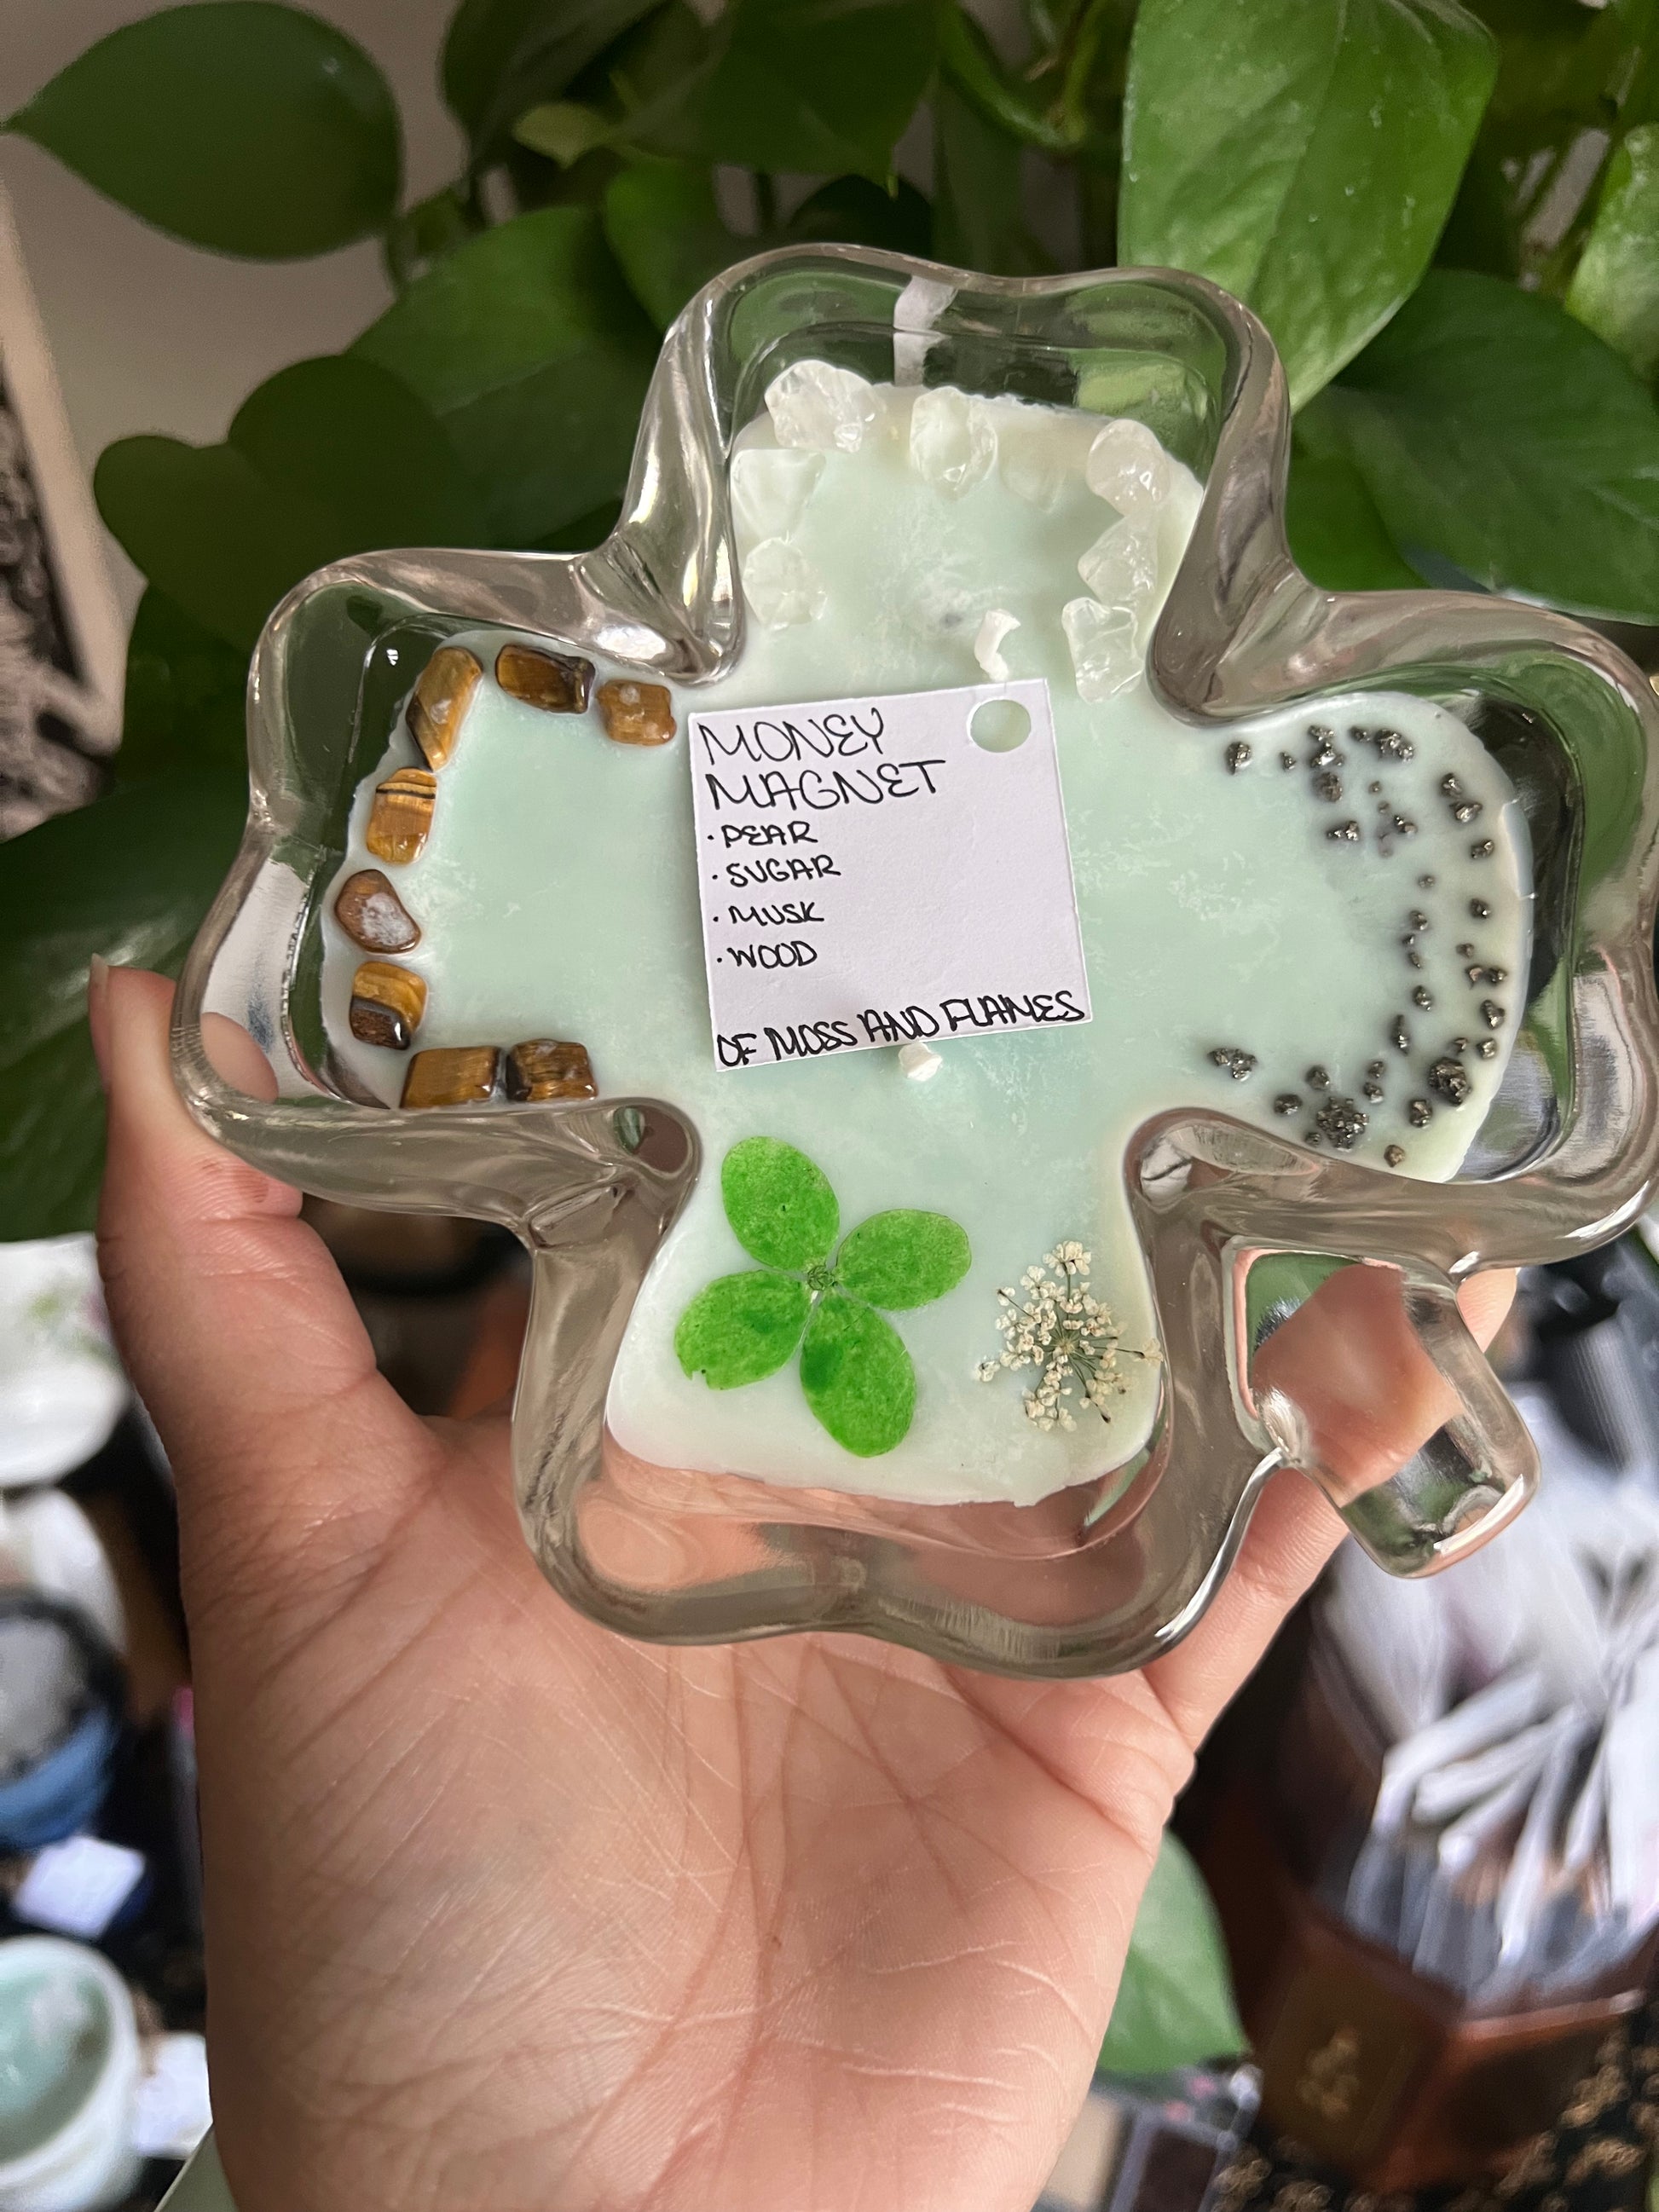 MONEY
MAGNET
· PEAR
· SUGAR
· MUSK
· WOOD
OF MOSS AND FLAMES